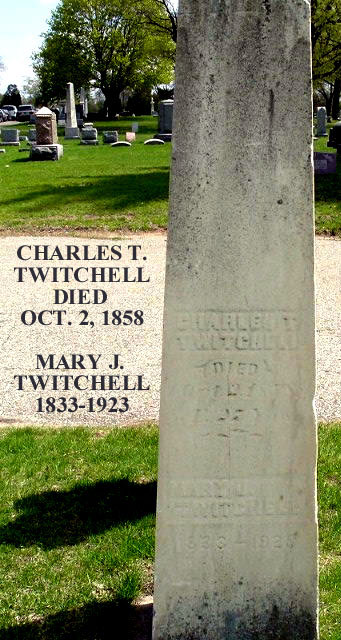 CHARLES T.
TWITCHELL
DIED
OCT. 2, 1858
MARY J.
TWITCHELL
1833-1923
CHARLES T.
TWITCHELL
DIED
MARY J.
TWITCHELL